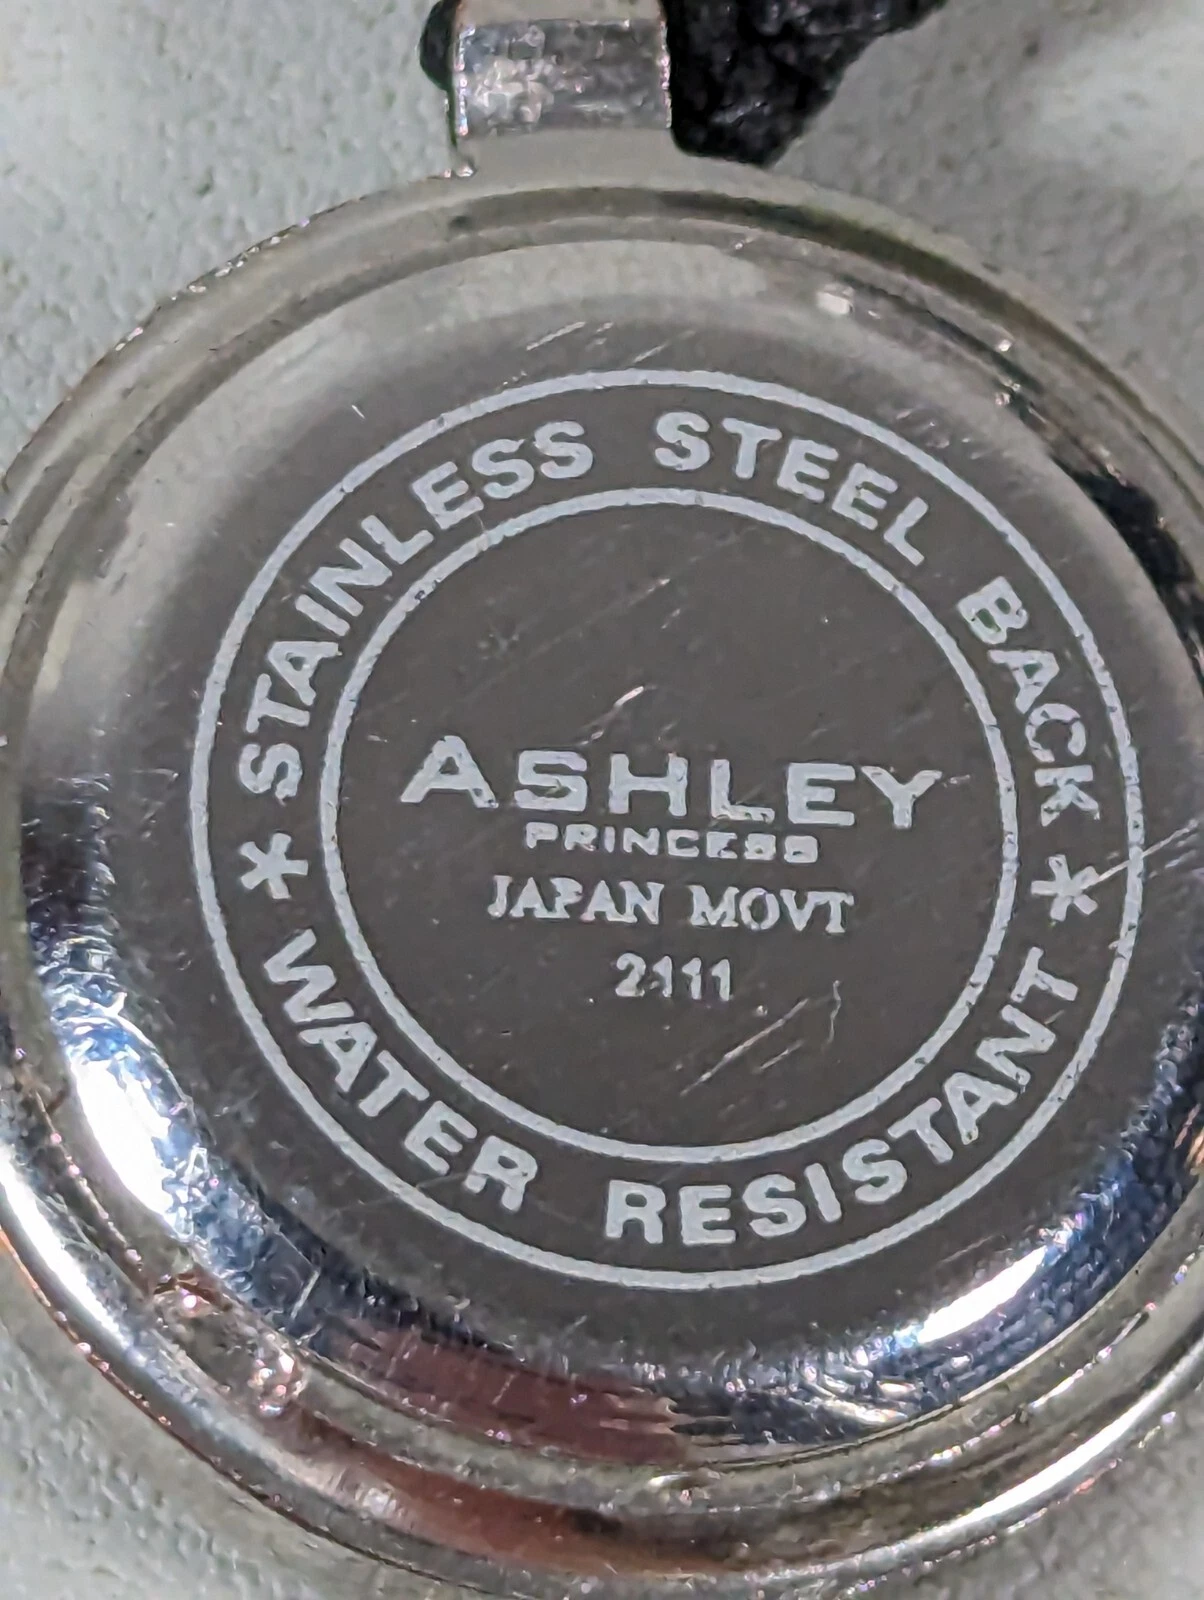 * STAINLESS STEEL BACK *
ASHLEY
PRINCESS
JAPAN MOVT
2111
WATER RESISTANT